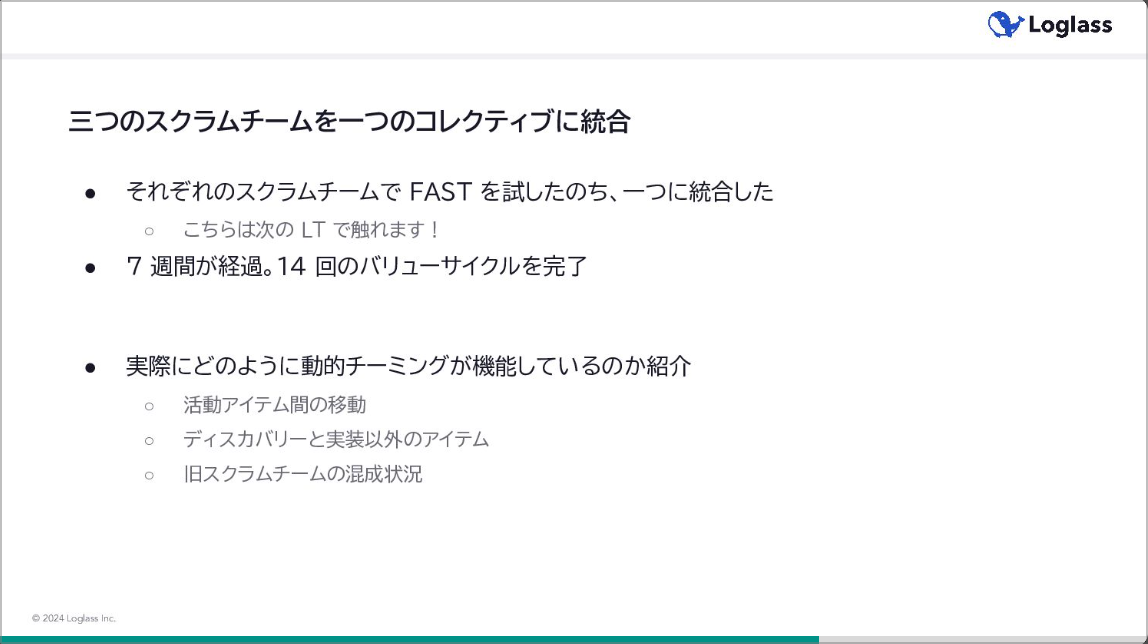 Loglass
三つのスクラムチームを一つのコレクティブに統合
● それぞれのスクラムチームで FAST を試したのち、一つに統合した
○ こちらは次の LT で触れます！
● 7 週間が経過。14 回のバリューサイクルを完了
● 実際にどのように動的チーミングが機能しているのか紹介
○ 活動アイテム間の移動
○ ディスカバリーと実装以外のアイテム
○ 旧スクラムチームの混成状況
© 2024 Loglass Inc.